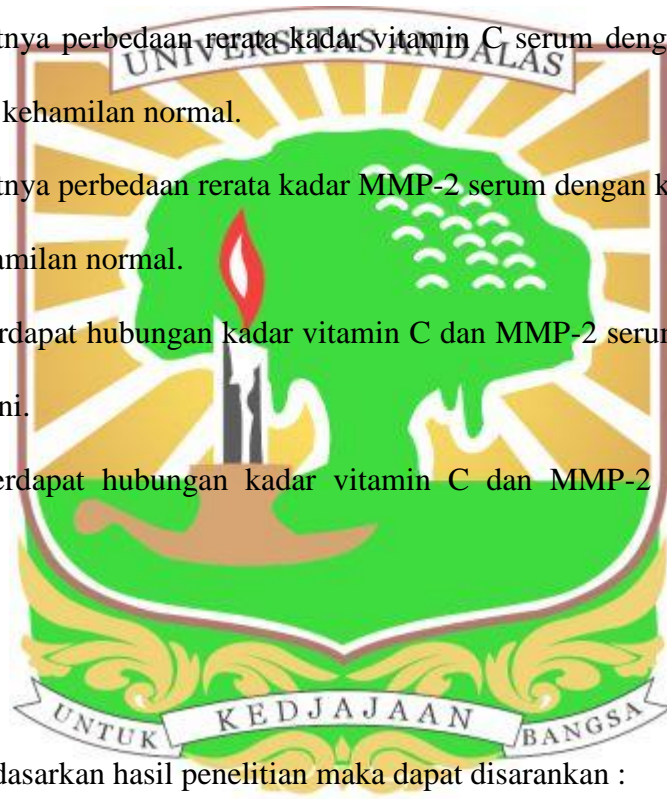 tnya perbedaan rerata kadar vitamin C serum deng
UNIVERSITAS ANDALAS
kehamilan normal.
tnya perbedaan rerata kadar MMP-2 serum dengan k
amilan normal.
rdapat hubungan kadar vitamin C dan MMP-2 serur
ni.
erdapat hubungan kadar vitamin C dan MMP-2
UNTUK KEDJAJAAN BANGSA
dasarkan hasil penelitian maka dapat disarankan :